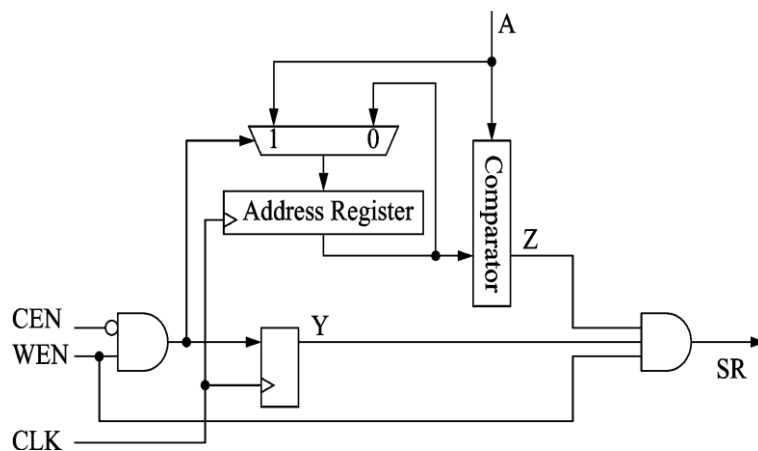 A
1 0
Address Register
Comparator
Z
CEN
Y
WEN
SR
CLK